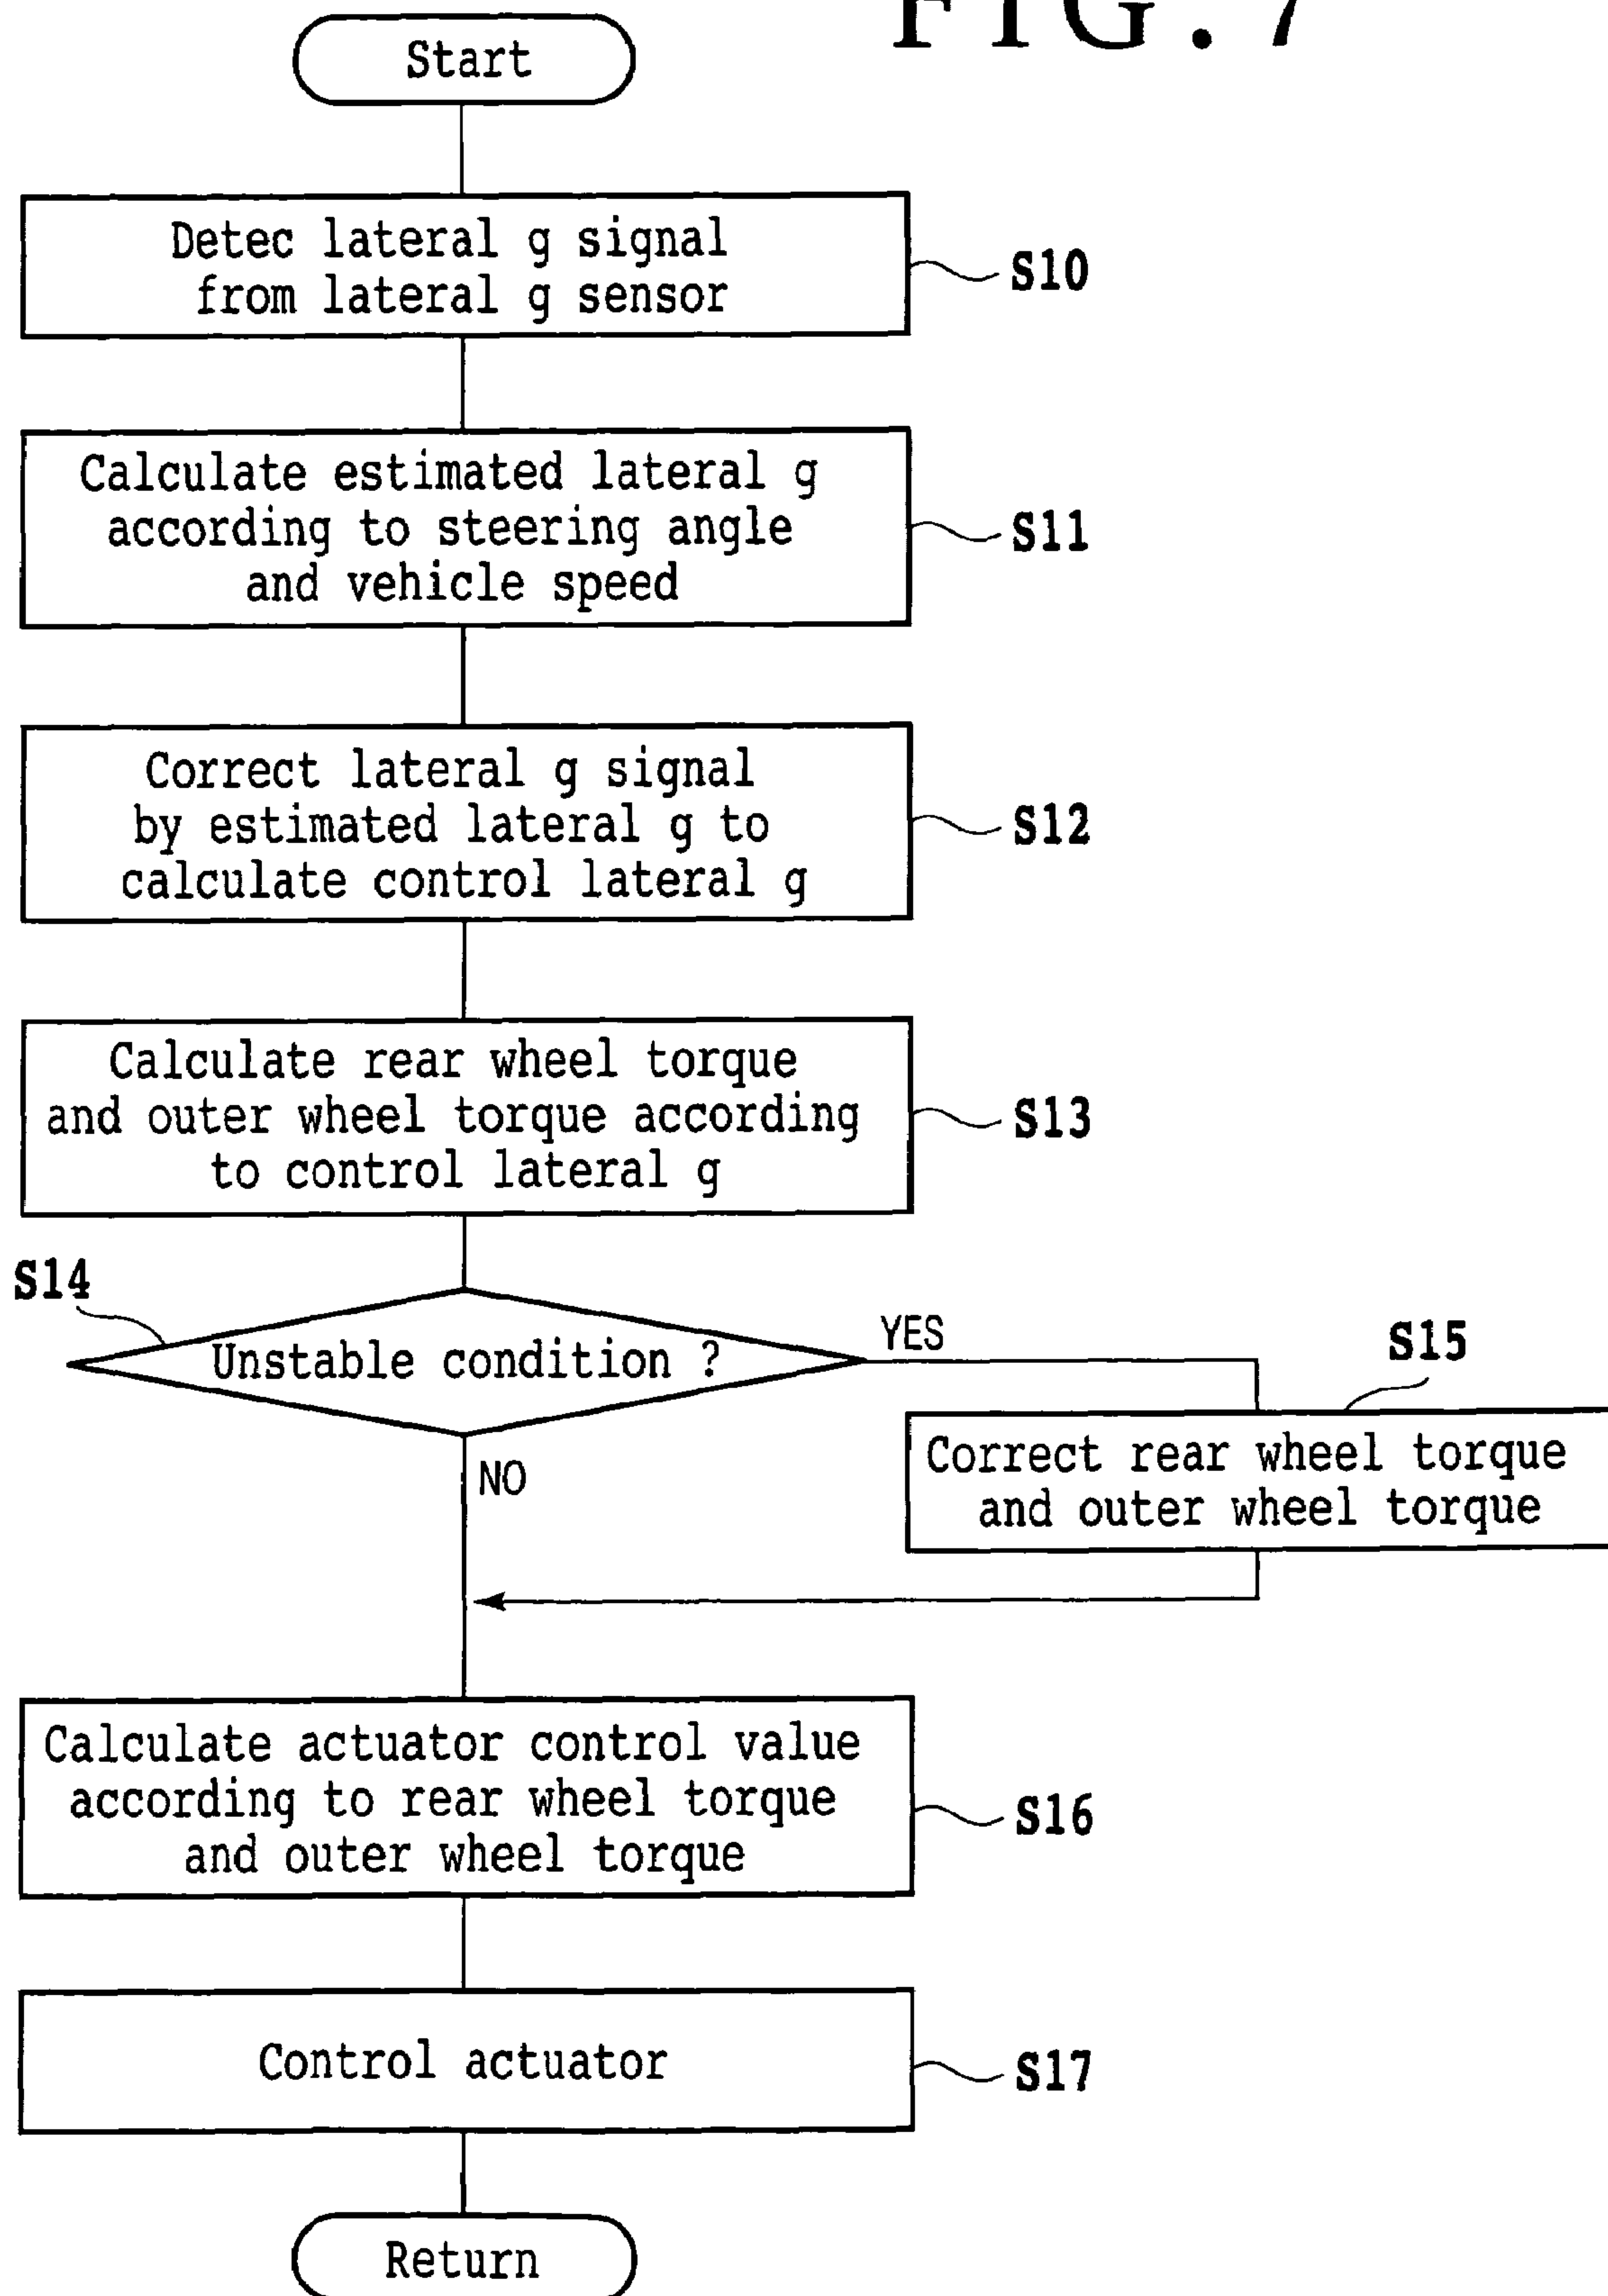 FIG.7
Start
Detec lateral g signal
from lateral g sensor
S10
Calculate estimated lateral g
according to steering angle
and vehicle speed
S11
Correct lateral g signal
by estimated lateral g to
calculate control lateral g
S12
Calculate rear wheel torque
and outer wheel torque according
to control lateral g
S13
S14
Unstable condition ?
YES
NO
S15
Correct rear wheel torque
and outer wheel torque
Calculate actuator control value
according to rear wheel torque
and outer wheel torque
S16
Control actuator
S17
Return